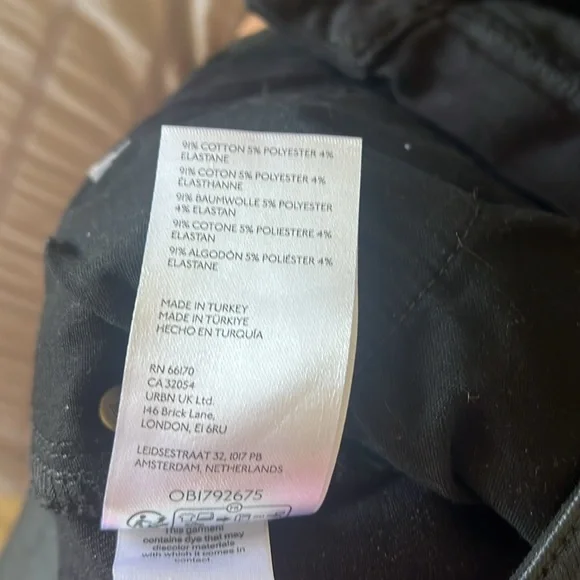 91% COTTON 5% POLYESTER 4%
ELASTANE
91% COTON 5% POLYESTER 4%
ÉLASTHANNE
91% BAUMWOLLE 5% POLYESTER
4% ELASTAN
91% COTONE 5% POLIESTERE 4%
ELASTAN
91% ALGODÓN 5% POLIÉSTER 4%
ELASTANE
MADE IN TURKEY
MADE IN TÜRKIYE
HECHO EN TURQUÍA
RN 66170
CA 32054
URBN UK Ltd.
146 Brick Lane,
LONDON, E1 6RU
LEIDSESTRAAT 32, 1017 PB
AMSTERDAM, NETHERLANDS
OB1792675
FR
This garment
contains dye that may
discolor materials
with which it comes in
contact